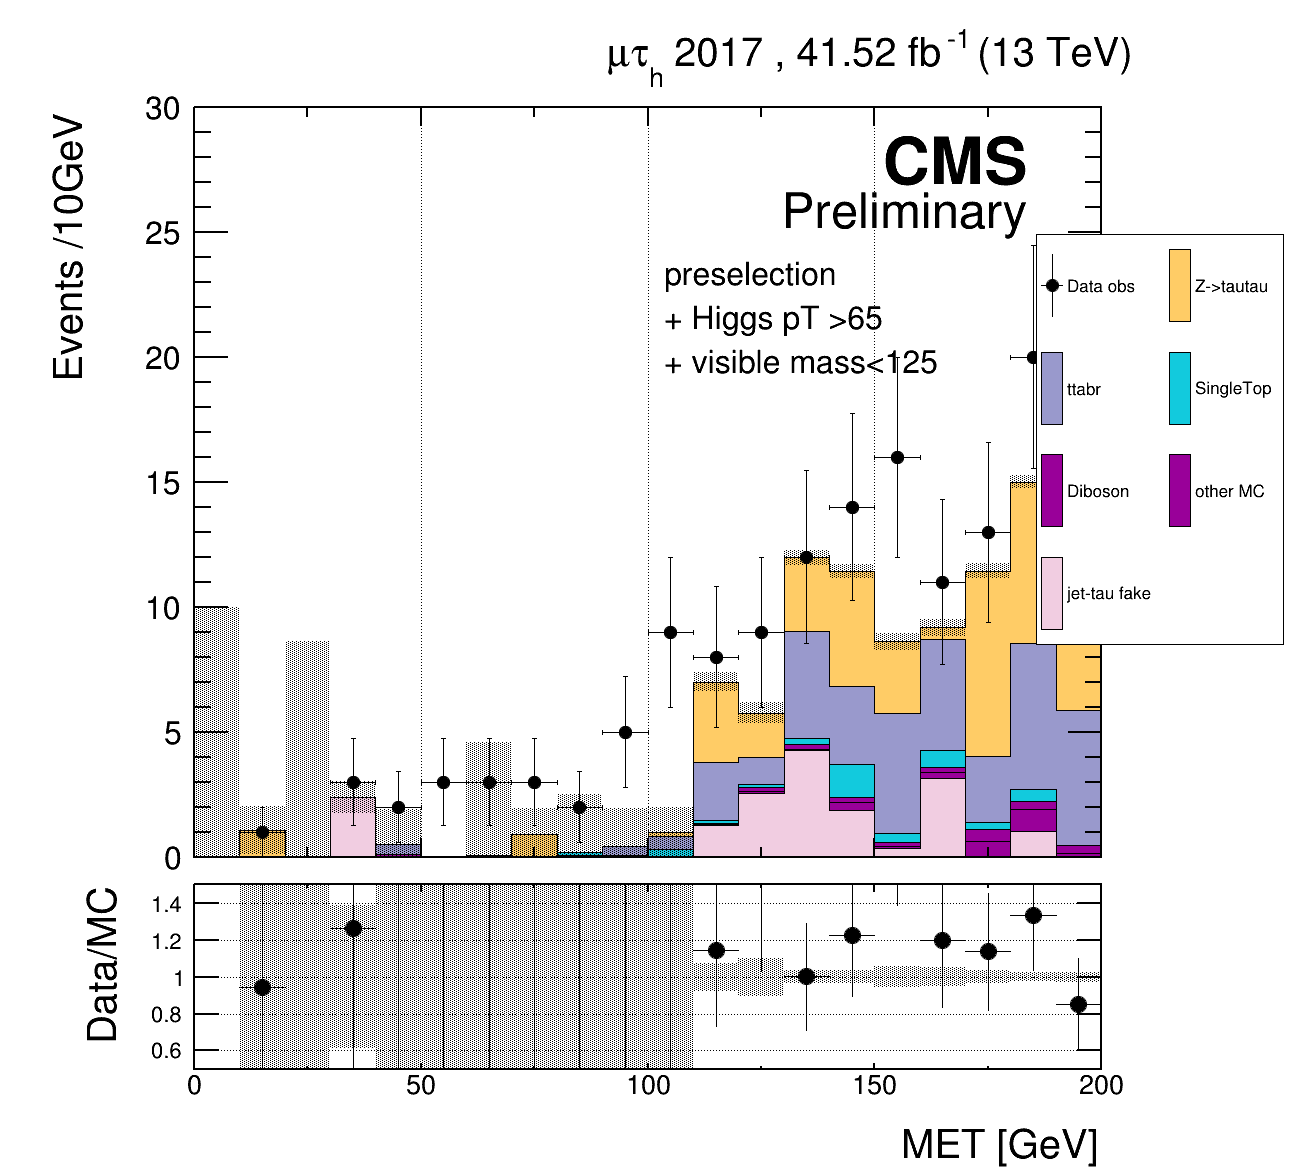 μτh 2017 , 41.52 fb-1 (13 TeV)
Events /10GeV
30
25
20
15
10
5
0
CMS
Preliminary
preselection
+ Higgs pT >65
+ visible mass<125
Data obs
Z->tautau
ttabr
SingleTop
Diboson
other MC
jet-tau fake
Data/MC
1.4
1.2
1
0.8
0.6
0 50 100 150 200
MET [GeV]